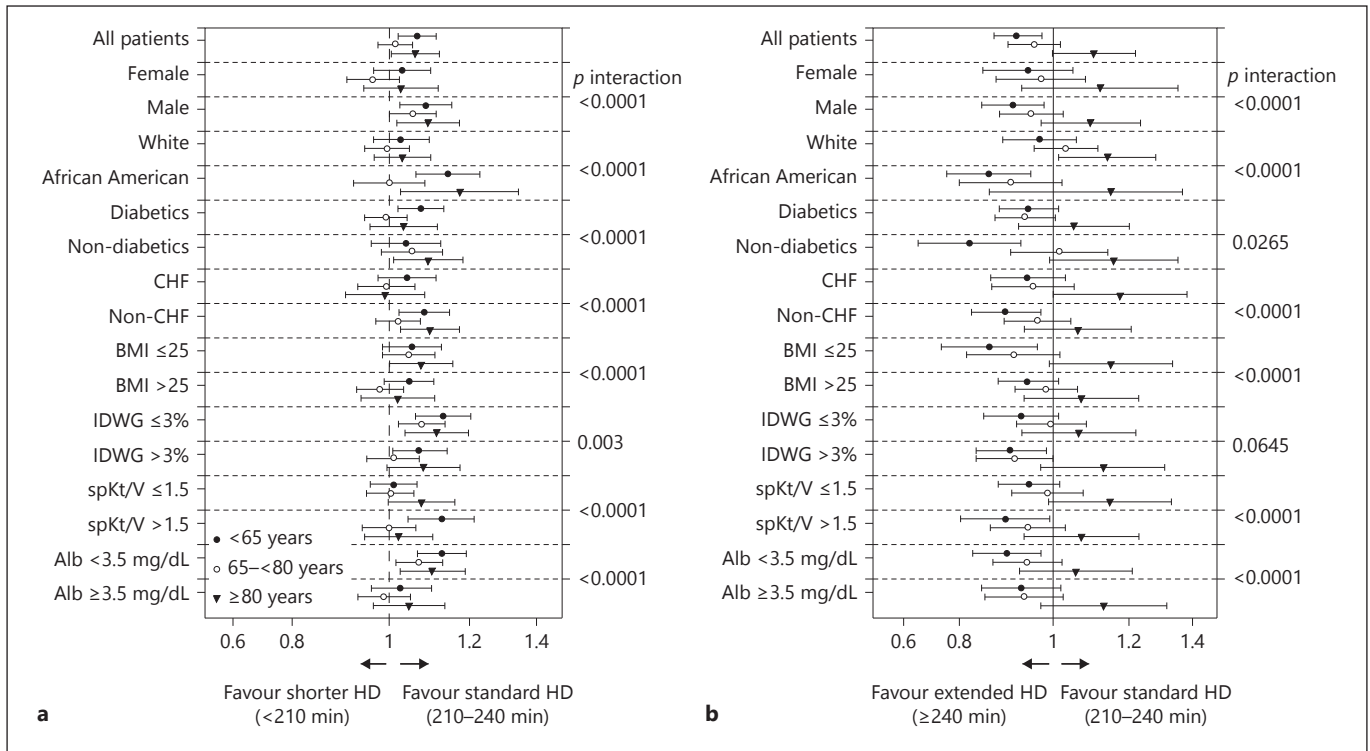 All patients
Female
p interaction
<0.0001
Male
White
<0.0001
African American
Diabetics
<0.0001
Non-diabetics
CHF
<0.0001
Non-CHF
BMI ≤25
<0.0001
BMI >25
IDWG ≤3%
0.003
IDWG >3%
spKt/V ≤1.5
<0.0001
spKt/V >1.5
<65 years
Alb <3.5 mg/dL
65–<80 years
<0.0001
Alb ≥3.5 mg/dL
≥80 years
0.6 0.8 1 1.2 1.4
Favour shorter HD Favour standard HD
(<210 min) (210–240 min)
a
All patients
Female
p interaction
<0.0001
Male
White
<0.0001
African American
Diabetics
0.0265
Non-diabetics
CHF
<0.0001
Non-CHF
BMI ≤25
<0.0001
BMI >25
IDWG ≤3%
0.0645
IDWG >3%
spKt/V ≤1.5
<0.0001
spKt/V >1.5
Alb <3.5 mg/dL
<0.0001
Alb ≥3.5 mg/dL
0.6 0.8 1 1.2 1.4
Favour extended HD Favour standard HD
(≥240 min) (210–240 min)
b